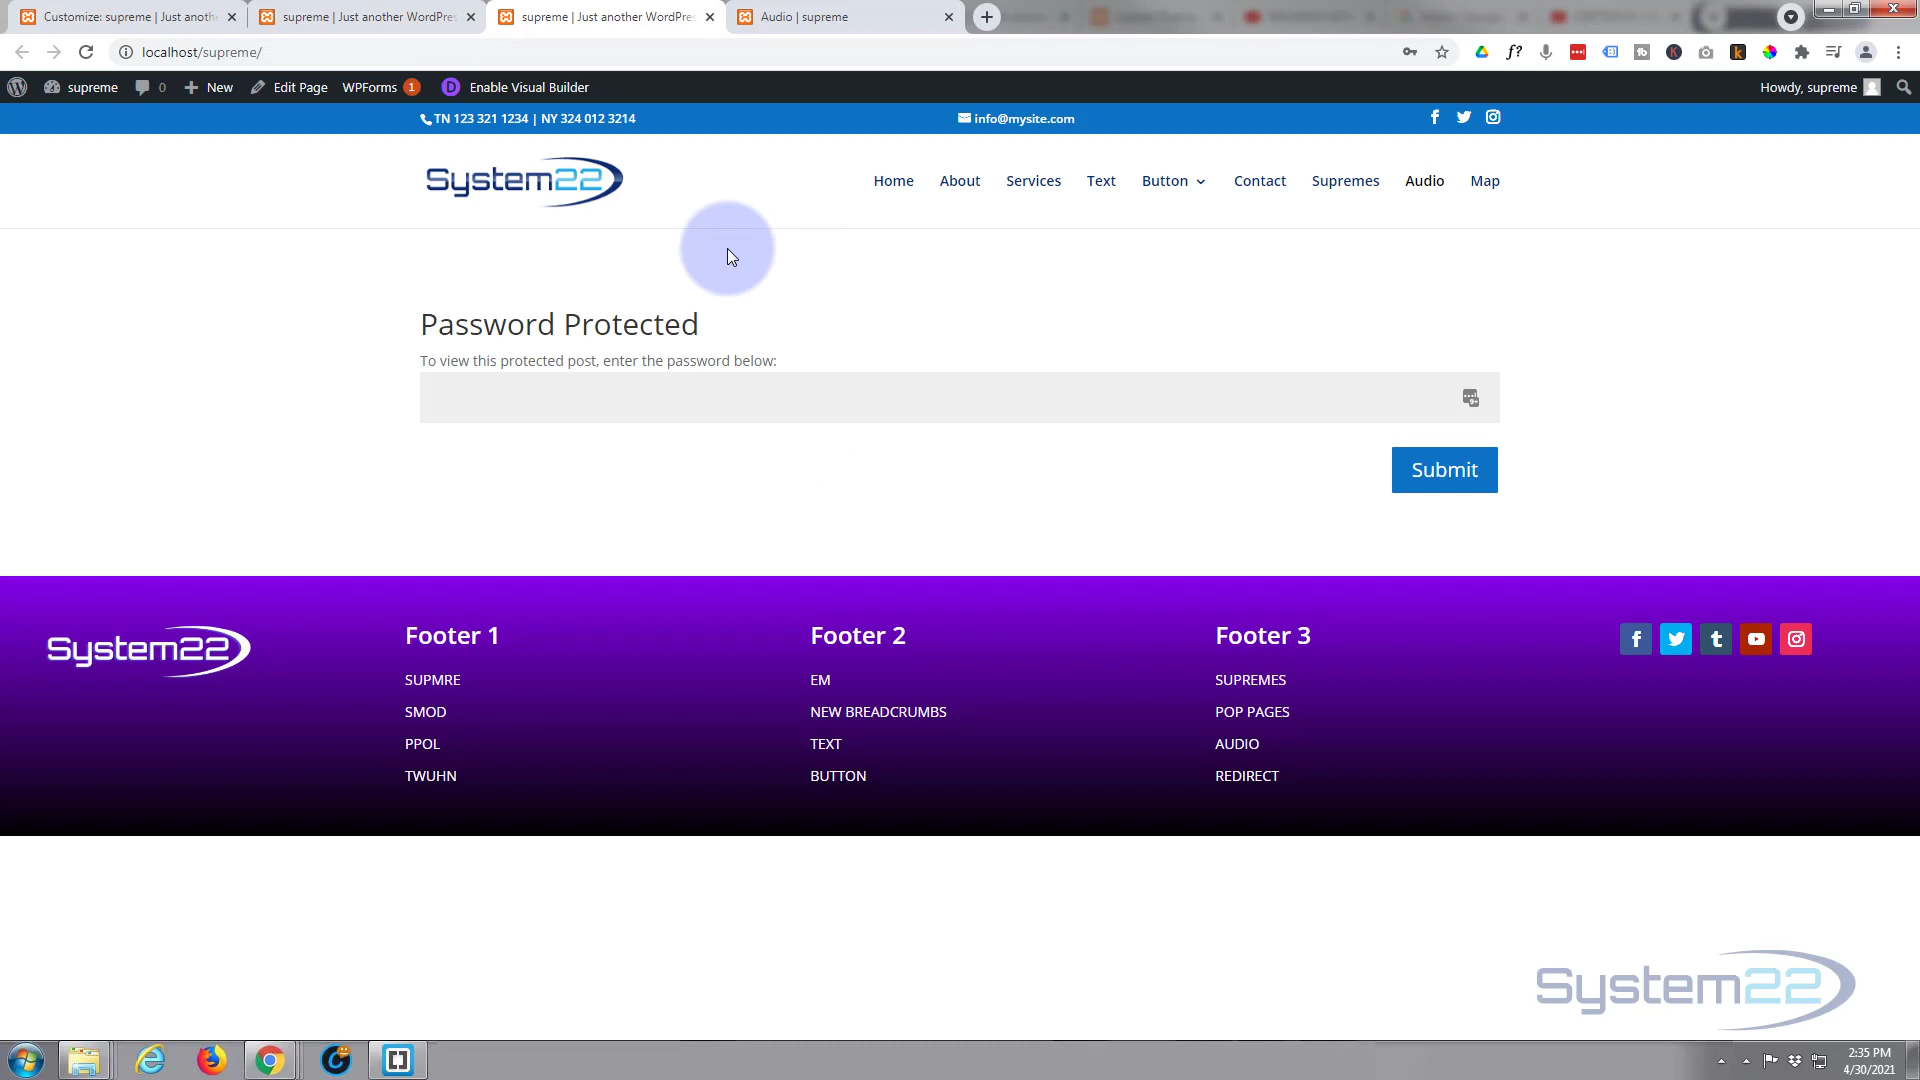 Customize: supreme | Just anoth
supreme | Just another WordPres
supreme | Just another WordPres
Audio | supreme
localhost/supreme/
supreme
0
New
Edit Page
WPForms 1
D
Enable Visual Builder
Howdy, supreme
TN 123 321 1234 | NY 324 012 3214
info@mysite.com
System22
Home
About
Services
Text
Button
Contact
Supremes
Audio
Map
Password Protected
To view this protected post, enter the password below:
Submit
System22
Footer 1
SUPMRE
SMOD
PPOL
TWUHN
Footer 2
EM
NEW BREADCRUMBS
TEXT
BUTTON
Footer 3
SUPREMES
POP PAGES
AUDIO
REDIRECT
System22
2:35 PM
4/30/2021